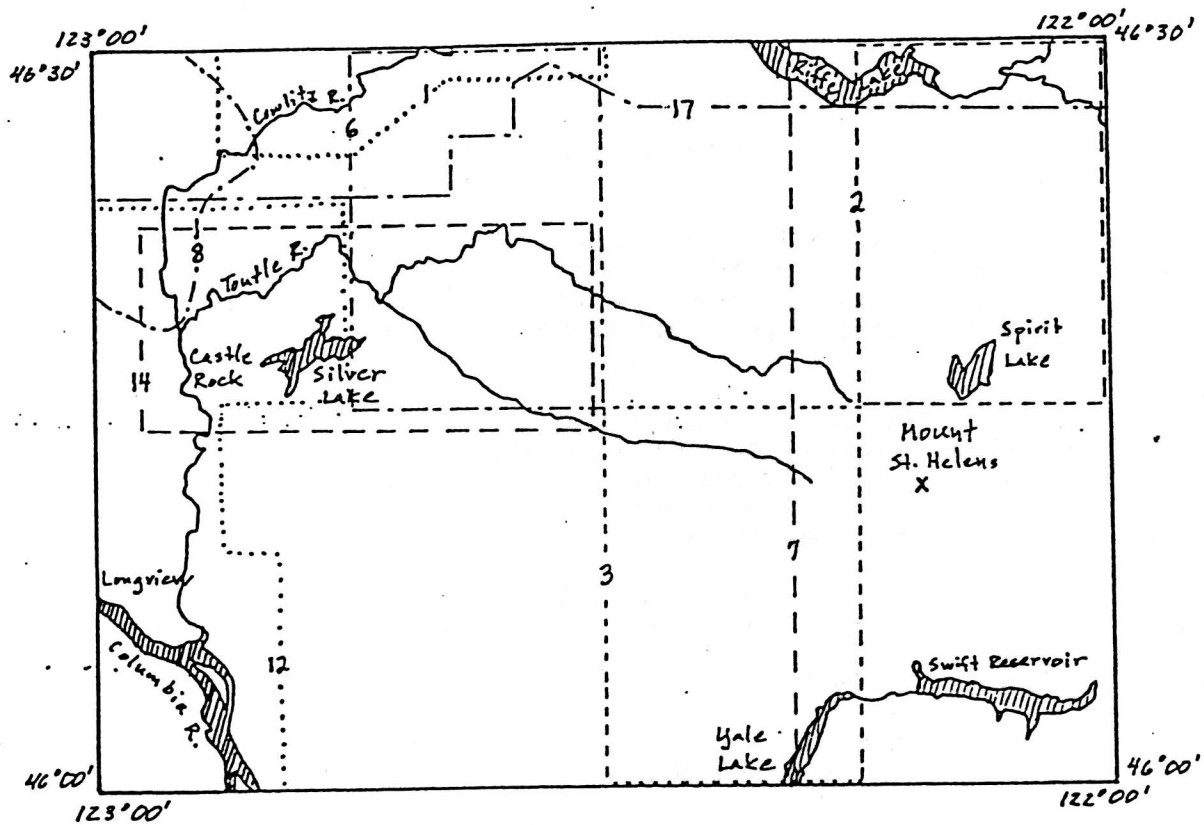 123°00'
122°00'
46°30'
46°30'
Riffe Lake
Cowlitz R.
6
17
2
8
Toutle R.
Castle
Rock
14
Silver
Lake
Spirit
Lake
Mount
St. Helens
x
7
3
Longview
12
Columbia R.
Swift Reservoir
Yale
Lake
46°00'
46°00'
123°00'
122°00'